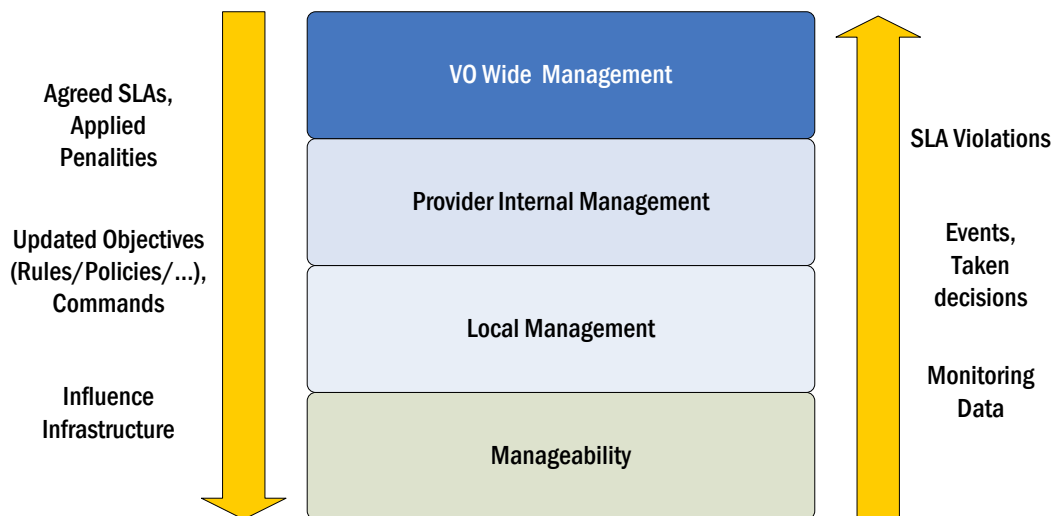 Agreed SLAs,
Applied
Penalities
Updated Objectives
(Rules/Policies/...),
Commands
Influence
Infrastructure
VO Wide Management
Provider Internal Management
Local Management
Manageability
SLA Violations
Events,
Taken
decisions
Monitoring
Data